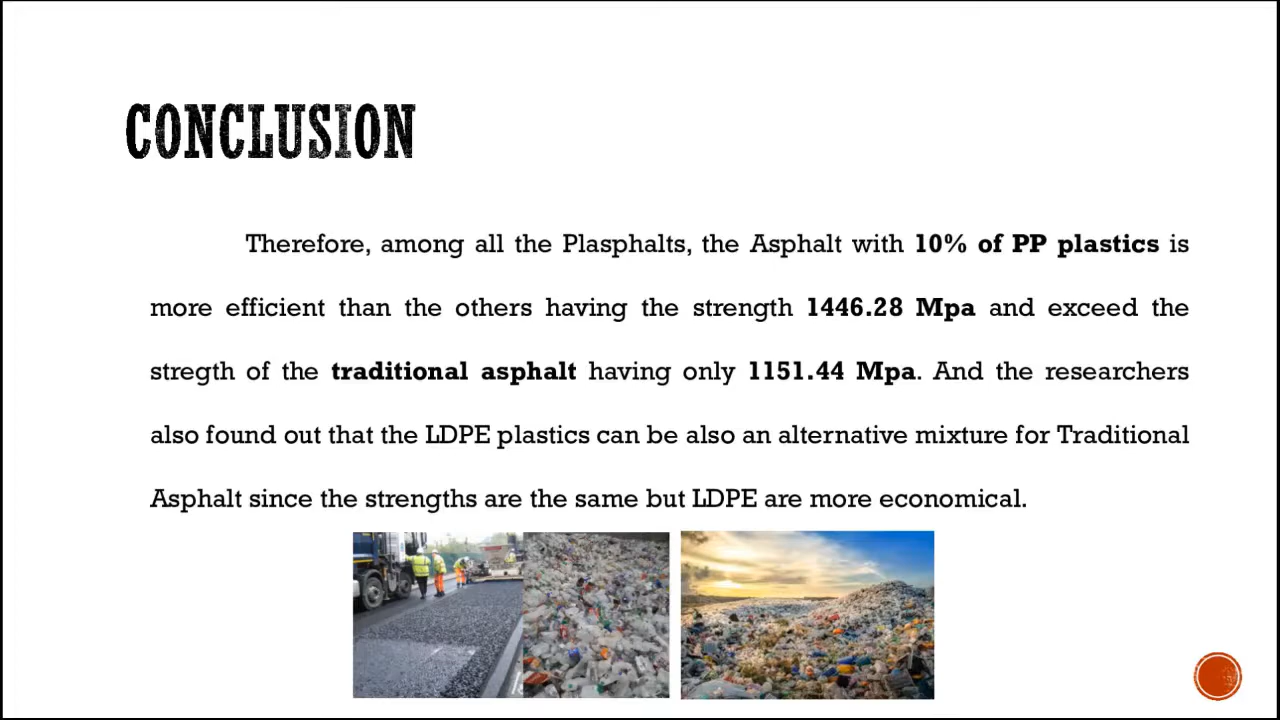 CONCLUSION
Therefore, among all the Plasphalts, the Asphalt with 10% of PP plastics is
more efficient than the others having the strength 1446.28 Mpa and exceed the
stregth of the traditional asphalt having only 1151.44 Mpa. And the researchers
also found out that the LDPE plastics can be also an alternative mixture for Traditional
Asphalt since the strengths are the same but LDPE are more economical.